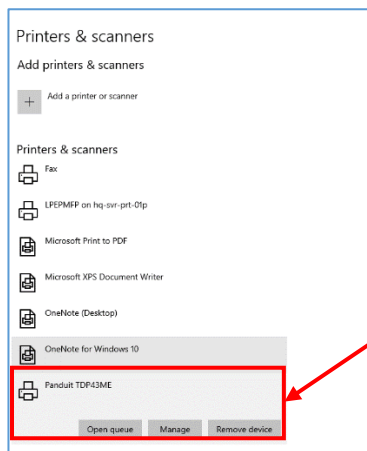 Printers & scanners
Add printers & scanners
Add a printer or scanner
Printers & scanners
Fax
LPEPMFP on hq-svr-prt-01p
Microsoft Print to PDF
Microsoft XPS Document Writer
OneNote (Desktop)
OneNote for Windows 10
Panduit TDP43ME
Open queue Manage Remove device